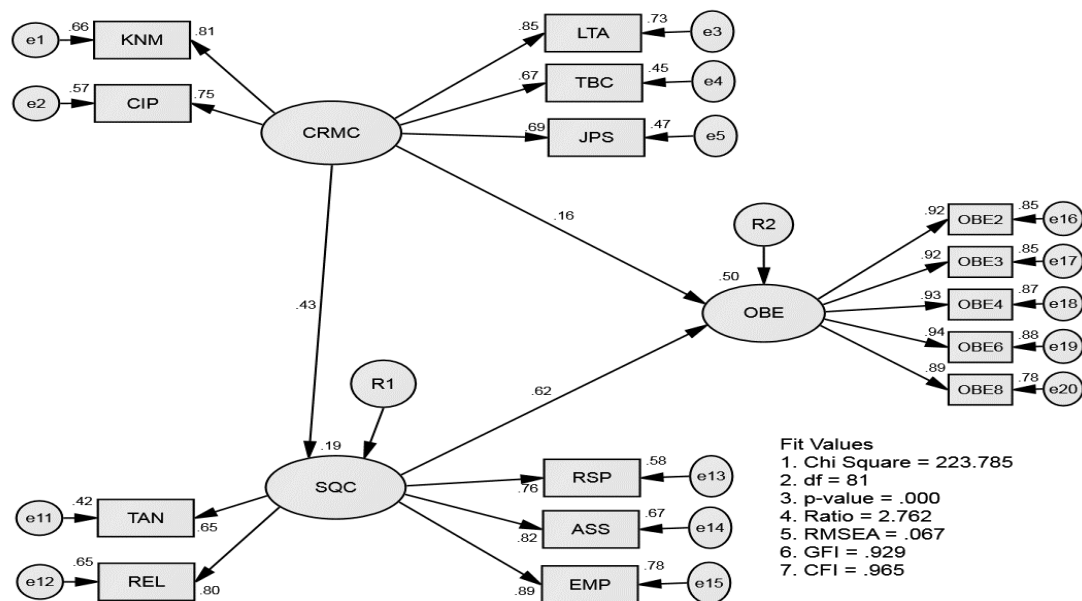 .66
e1
KNM
.81
.57
e2
CIP
.75
.85
LTA
.73
e3
.67
TBC
.45
e4
.69
JPS
.47
e5
CRMC
.16
.43
R2
.50
OBE
.92
OBE2
.85
e16
.92
OBE3
.85
e17
.93
OBE4
.87
e18
.94
OBE6
.88
e19
.89
OBE8
.78
e20
R1
.62
.19
SQC
.42
e11
TAN
.65
.65
e12
REL
.80
.76
RSP
.58
e13
.82
ASS
.67
e14
.89
EMP
.78
e15
Fit Values
1. Chi Square = 223.785
2. df = 81
3. p-value = .000
4. Ratio = 2.762
5. RMSEA = .067
6. GFI = .929
7. CFI = .965